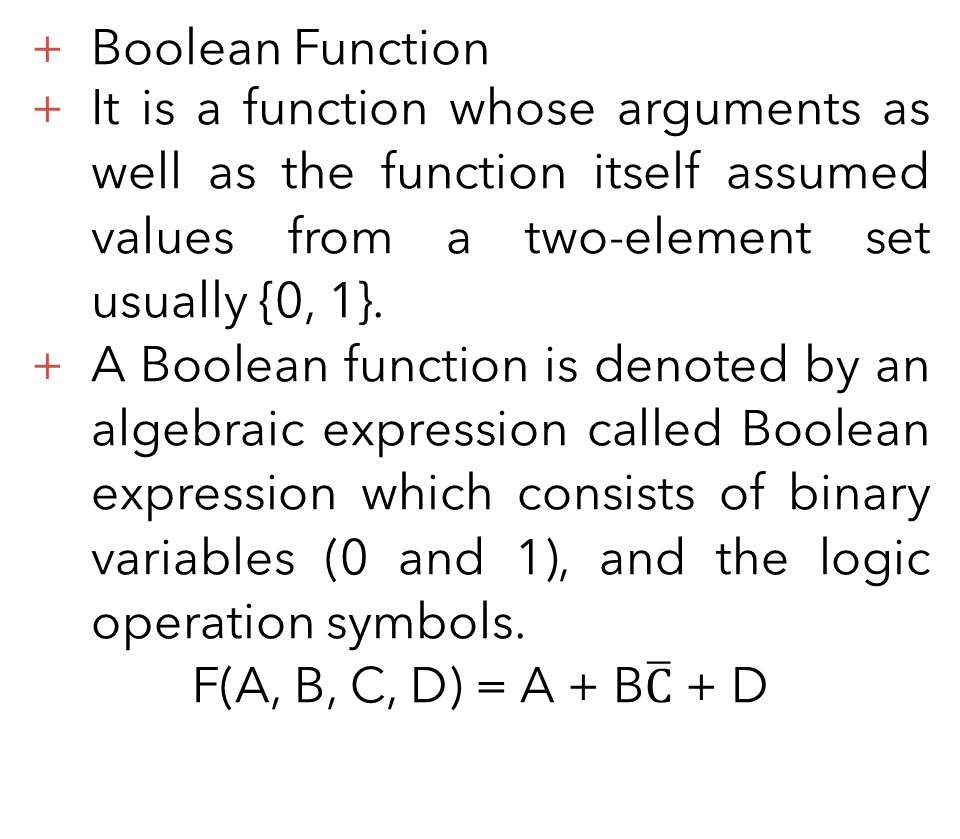 + Boolean Function
+ It is a function whose arguments as
well as the function itself assumed
values from a two-element set
usually {0, 1}.
+ A Boolean function is denoted by an
algebraic expression called Boolean
expression which consists of binary
variables (0 and 1), and the logic
operation symbols.
F(A, B, C, D) = A + BC̅ + D